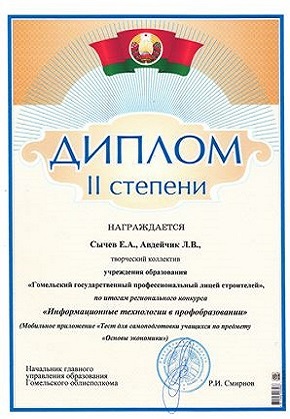 ДИПЛОМ
II степени
НАГРАЖДАЕТСЯ
Сычев Е.А., Авдейчик Л.В.,
творческий коллектив
учреждения образования
«Гомельский государственный профессиональный лицей строителей»,
по итогам регионального конкурса
«Информационные технологии в профобразовании»
(Мобильное приложение «Тест для самоподготовки учащихся по предмету
«Основы экономики»)
Начальник главного
управления образования
Гомельского облисполкома
Р.И. Смирнов